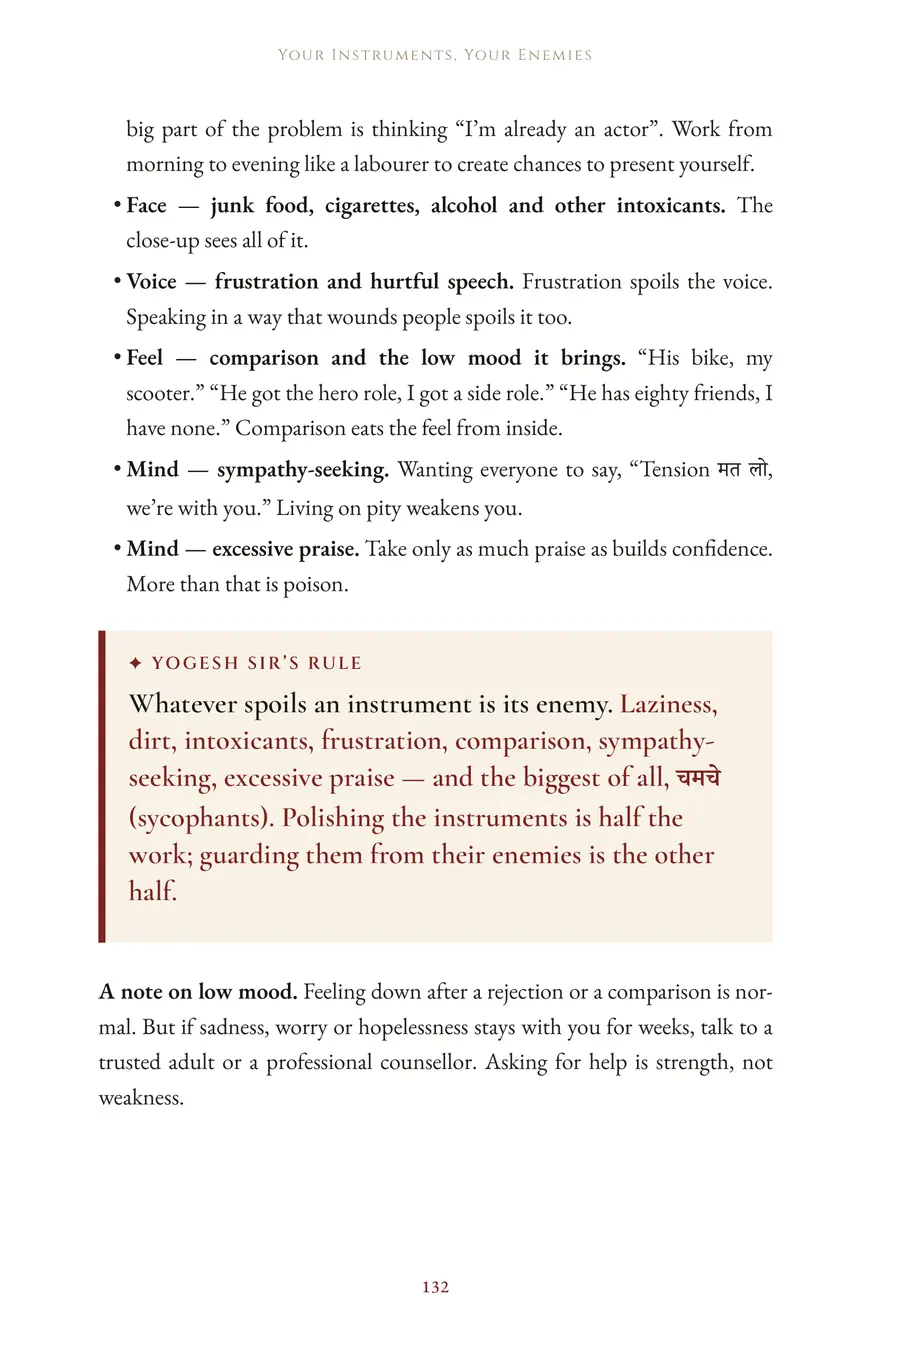 Your Instruments, Your Enemies
big part of the problem is thinking “I’m already an actor”. Work from
morning to evening like a labourer to create chances to present yourself.
• Face — junk food, cigarettes, alcohol and other intoxicants. The
close-up sees all of it.
• Voice — frustration and hurtful speech. Frustration spoils the voice.
Speaking in a way that wounds people spoils it too.
• Feel — comparison and the low mood it brings. “His bike, my
scooter.” “He got the hero role, I got a side role.” “He has eighty friends, I
have none.” Comparison eats the feel from inside.
• Mind — sympathy-seeking. Wanting everyone to say, “Tension मत लो,
we’re with you.” Living on pity weakens you.
• Mind — excessive praise. Take only as much praise as builds confidence.
More than that is poison.
✦ YOGESH SIR’S RULE
Whatever spoils an instrument is its enemy. Laziness,
dirt, intoxicants, frustration, comparison, sympathy-
seeking, excessive praise — and the biggest of all, चमचे
(sycophants). Polishing the instruments is half the
work; guarding them from their enemies is the other
half.
A note on low mood. Feeling down after a rejection or a comparison is nor-
mal. But if sadness, worry or hopelessness stays with you for weeks, talk to a
trusted adult or a professional counsellor. Asking for help is strength, not
weakness.
132